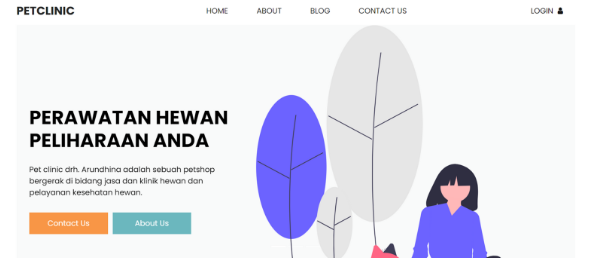 PETCLINIC
HOME
ABOUT
BLOG
CONTACT US
LOGIN
PERAWATAN HEWAN
PELIHARAAN ANDA
Pet clinic drh. Arundhina adalah sebuah petshop
bergerak di bidang jasa dan klinik hewan dan
pelayanan kesehatan hewan.
Contact Us
About Us